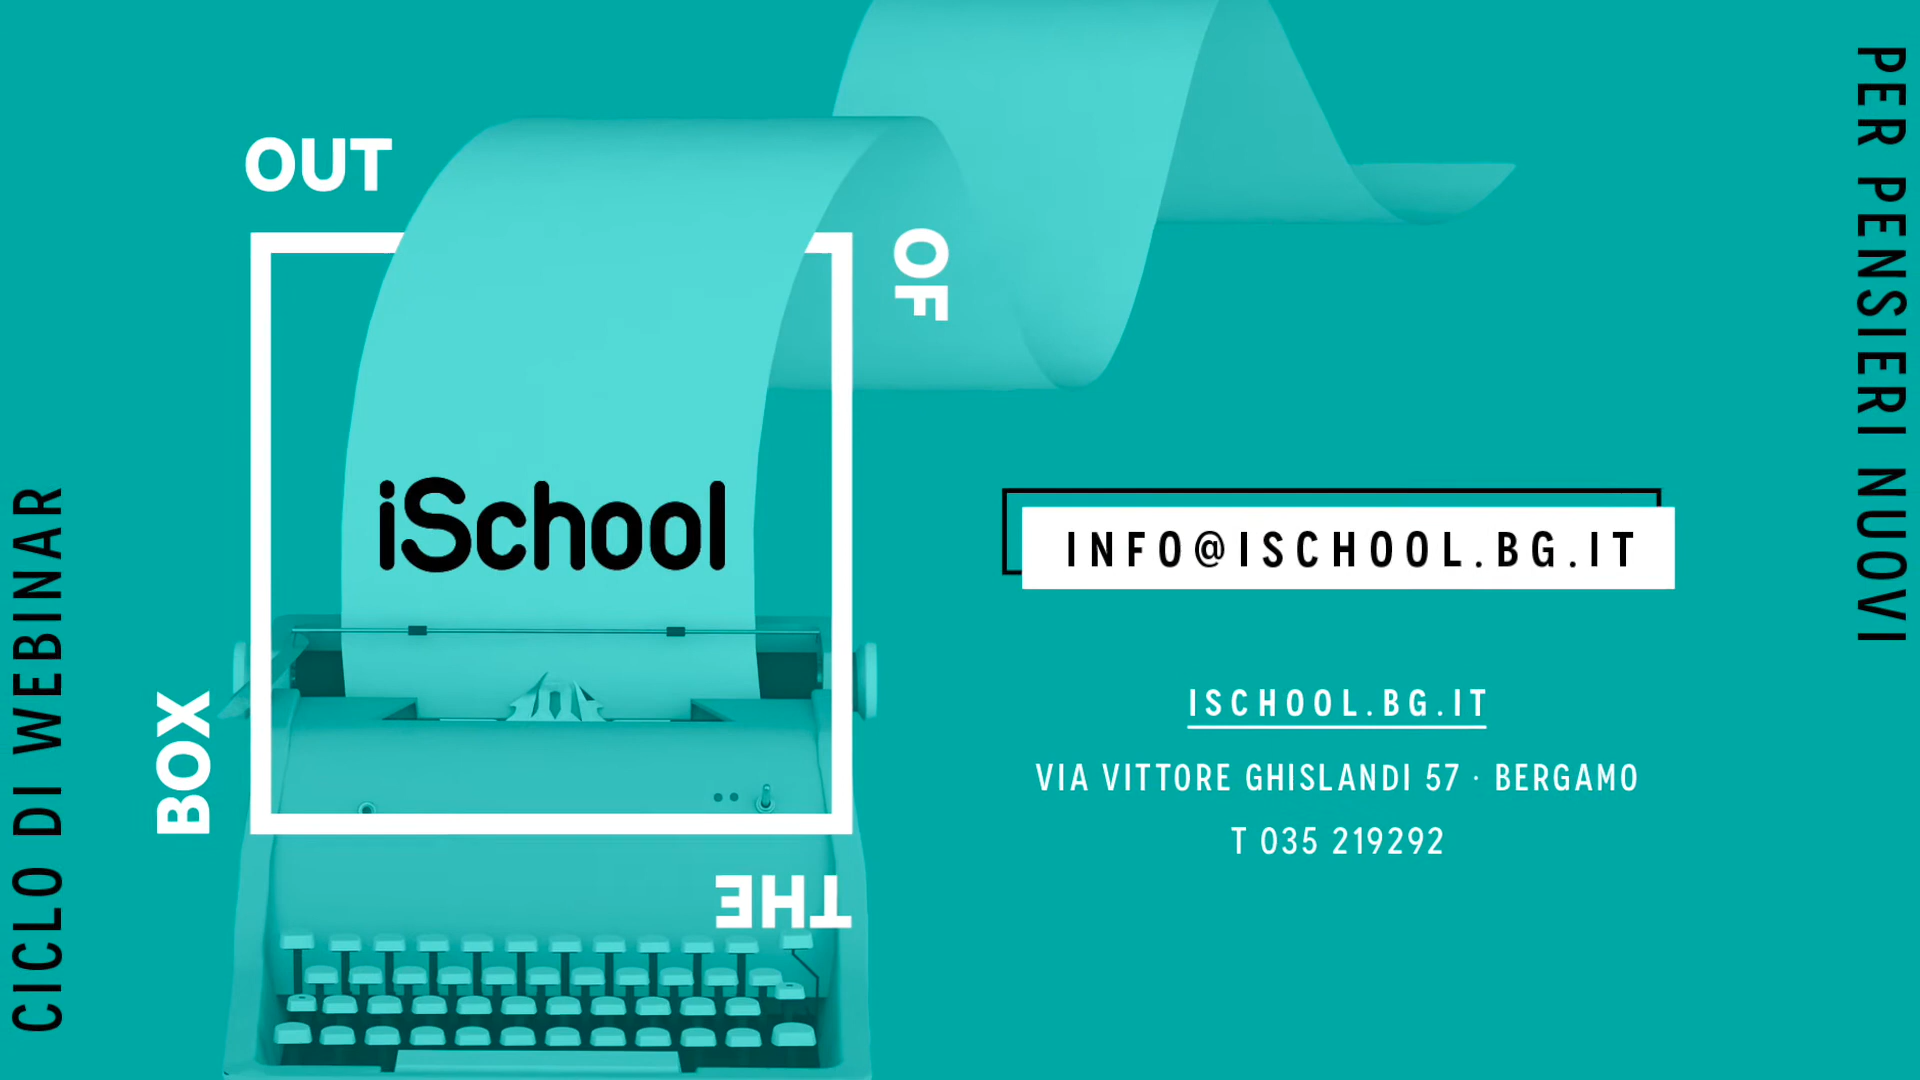 OUT
OF
THE
BOX
iSchool
CICLO DI WEBINAR
PER PENSIERI NUOVI
INFO@ISCHOOL.BG.IT
ISCHOOL.BG.IT
VIA VITTORE GHISLANDI 57 · BERGAMO
T 035 219292